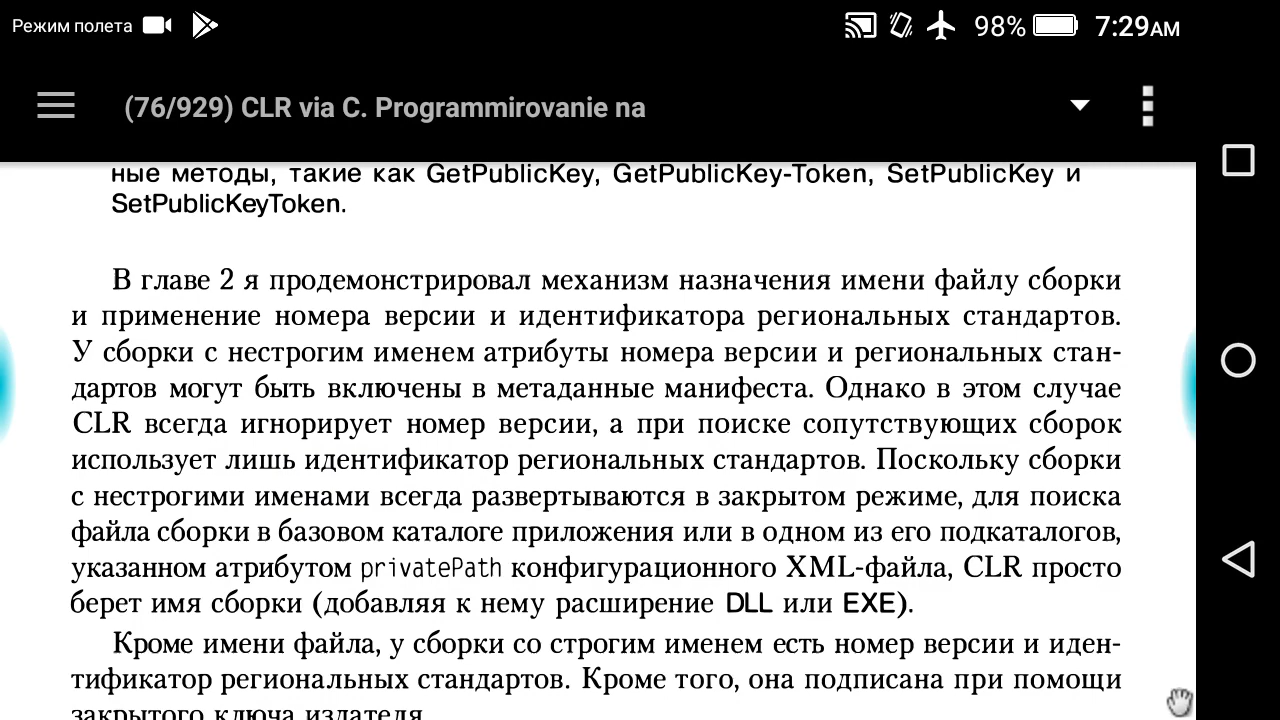 Режим полета
98%
7:29AM
(76/929) CLR via C. Programmirovanie na
ные методы, такие как GetPublicKey, GetPublicKey-Token, SetPublicKey и
SetPublicKeyToken.
В главе 2 я продемонстрировал механизм назначения имени файлу сборки
и применение номера версии и идентификатора региональных стандартов.
У сборки с нестрогим именем атрибуты номера версии и региональных стан-
дартов могут быть включены в метаданные манифеста. Однако в этом случае
CLR всегда игнорирует номер версии, а при поиске сопутствующих сборок
использует лишь идентификатор региональных стандартов. Поскольку сборки
с нестрогими именами всегда развертываются в закрытом режиме, для поиска
файла сборки в базовом каталоге приложения или в одном из его подкаталогов,
указанном атрибутом privatePath конфигурационного XML-файла, CLR просто
берет имя сборки (добавляя к нему расширение DLL или EXE).
Кроме имени файла, у сборки со строгим именем есть номер версии и иден-
тификатор региональных стандартов. Кроме того, она подписана при помощи
закрытого ключа издателя